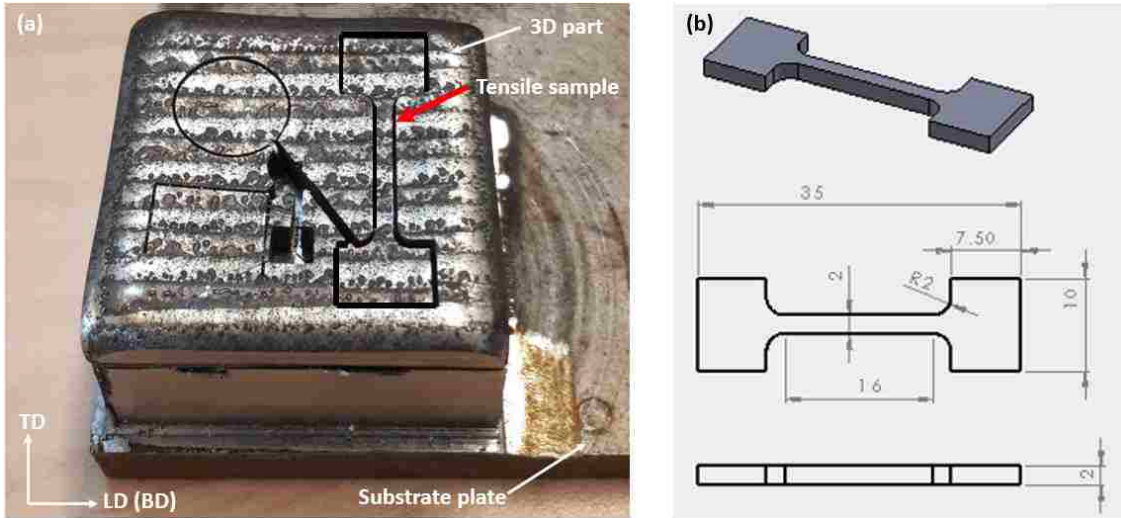 (a)
3D part
Tensile sample
TD
LD (BD)
Substrate plate
(b)
35
7.50
2
R2
10
16
2